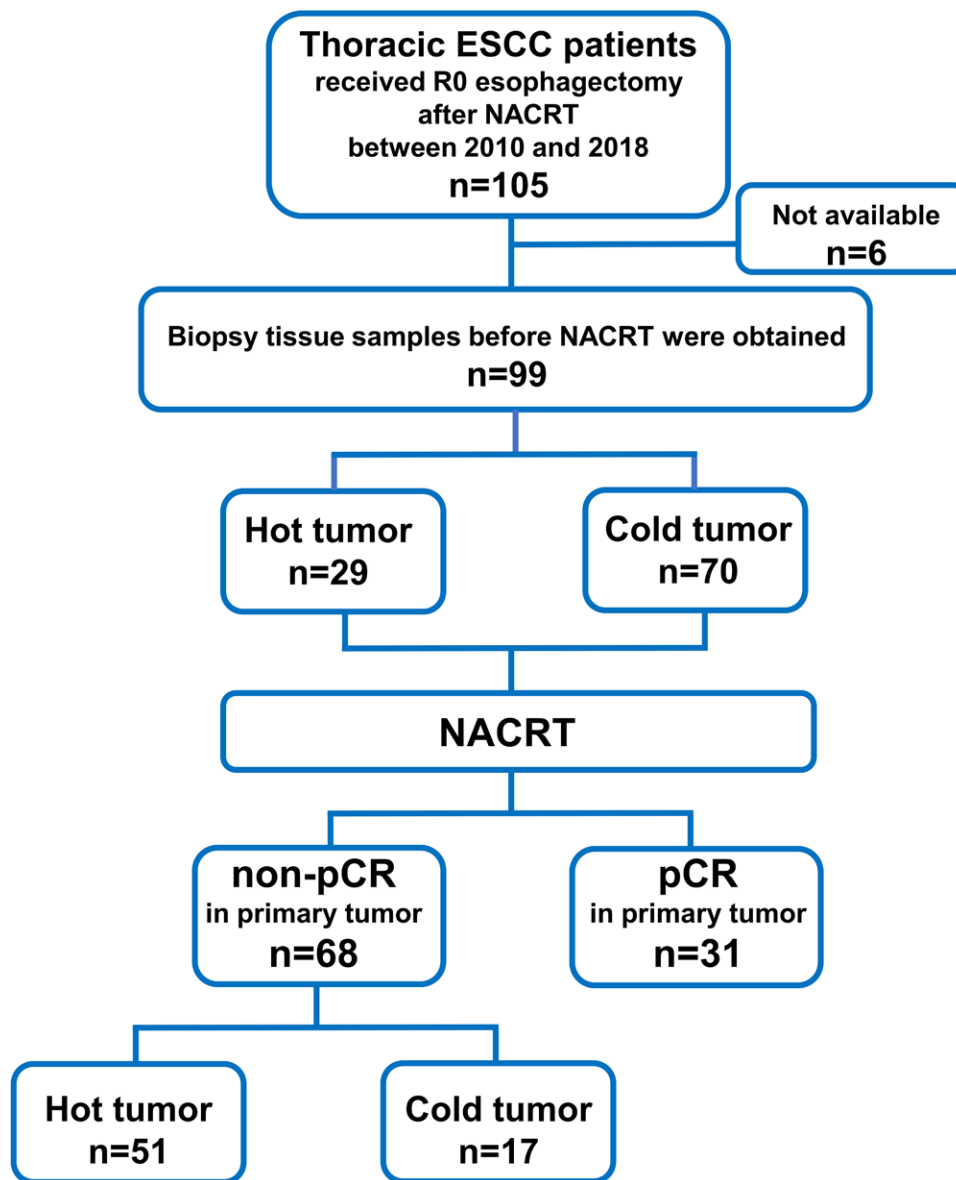 Thoracic ESCC patients
received R0 esophagectomy
after NACRT
between 2010 and 2018
n=105
Not available
n=6
Biopsy tissue samples before NACRT were obtained
n=99
Hot tumor
n=29
Cold tumor
n=70
NACRT
non-pCR
in primary tumor
n=68
pCR
in primary tumor
n=31
Hot tumor
n=51
Cold tumor
n=17